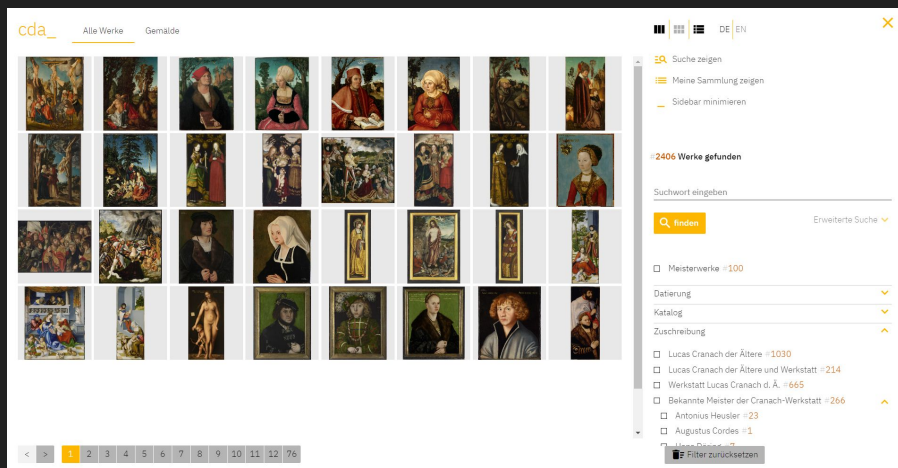 cda_
Alle Werke Gemälde
DE EN
Suche zeigen
Meine Sammlung zeigen
Sidebar minimieren
#2406 Werke gefunden
Suchwort eingeben
finden
Erweiterte Suche
Meisterwerke #100
Datierung
Katalog
Zuschreibung
Lucas Cranach der Ältere #1030
Lucas Cranach der Ältere und Werkstatt #214
Werkstatt Lucas Cranach d. Ä. #665
Bekannte Meister der Cranach-Werkstatt #266
Antonius Heusler #23
Augustus Cordes #1
Filter zurücksetzen
< > 1 2 3 4 5 6 7 8 9 10 11 12 76